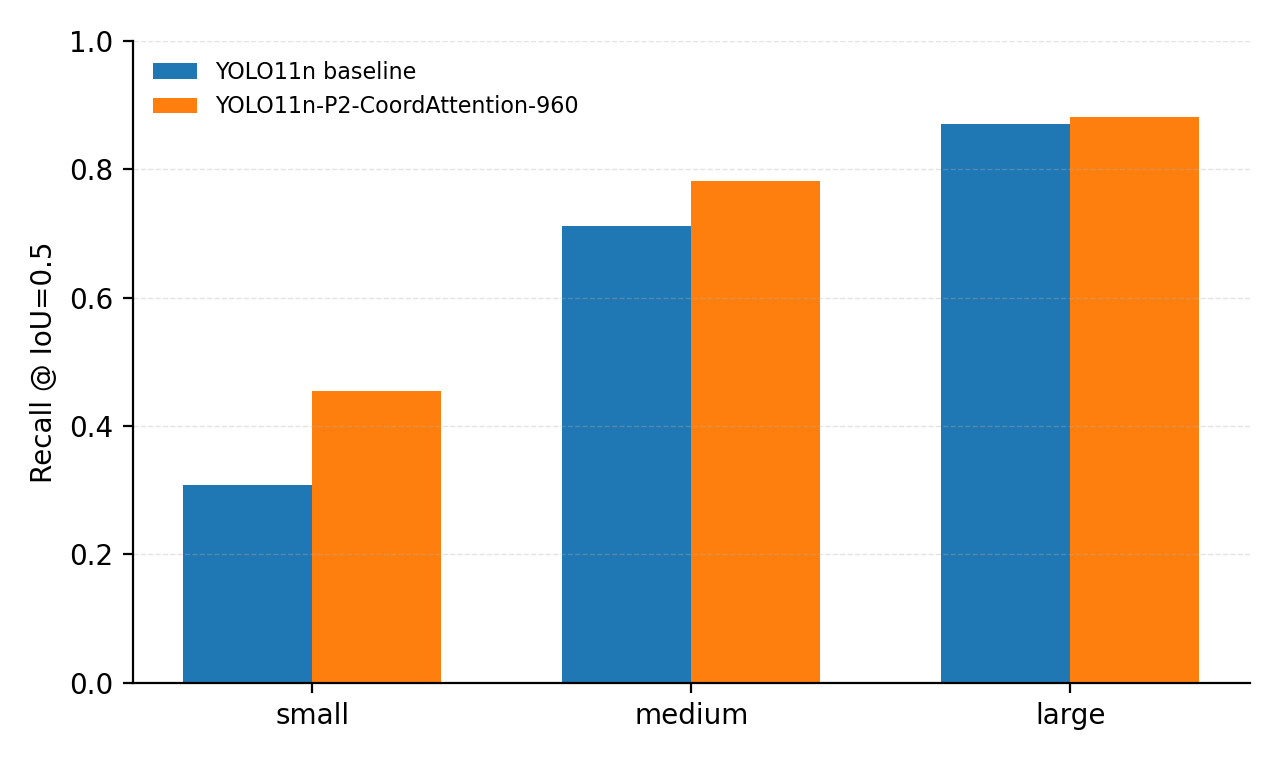 1.0
YOLO11n baseline
YOLO11n-P2-CoordAttention-960
0.8
0.6
0.4
0.2
0.0
Recall @ IoU=0.5
small medium large